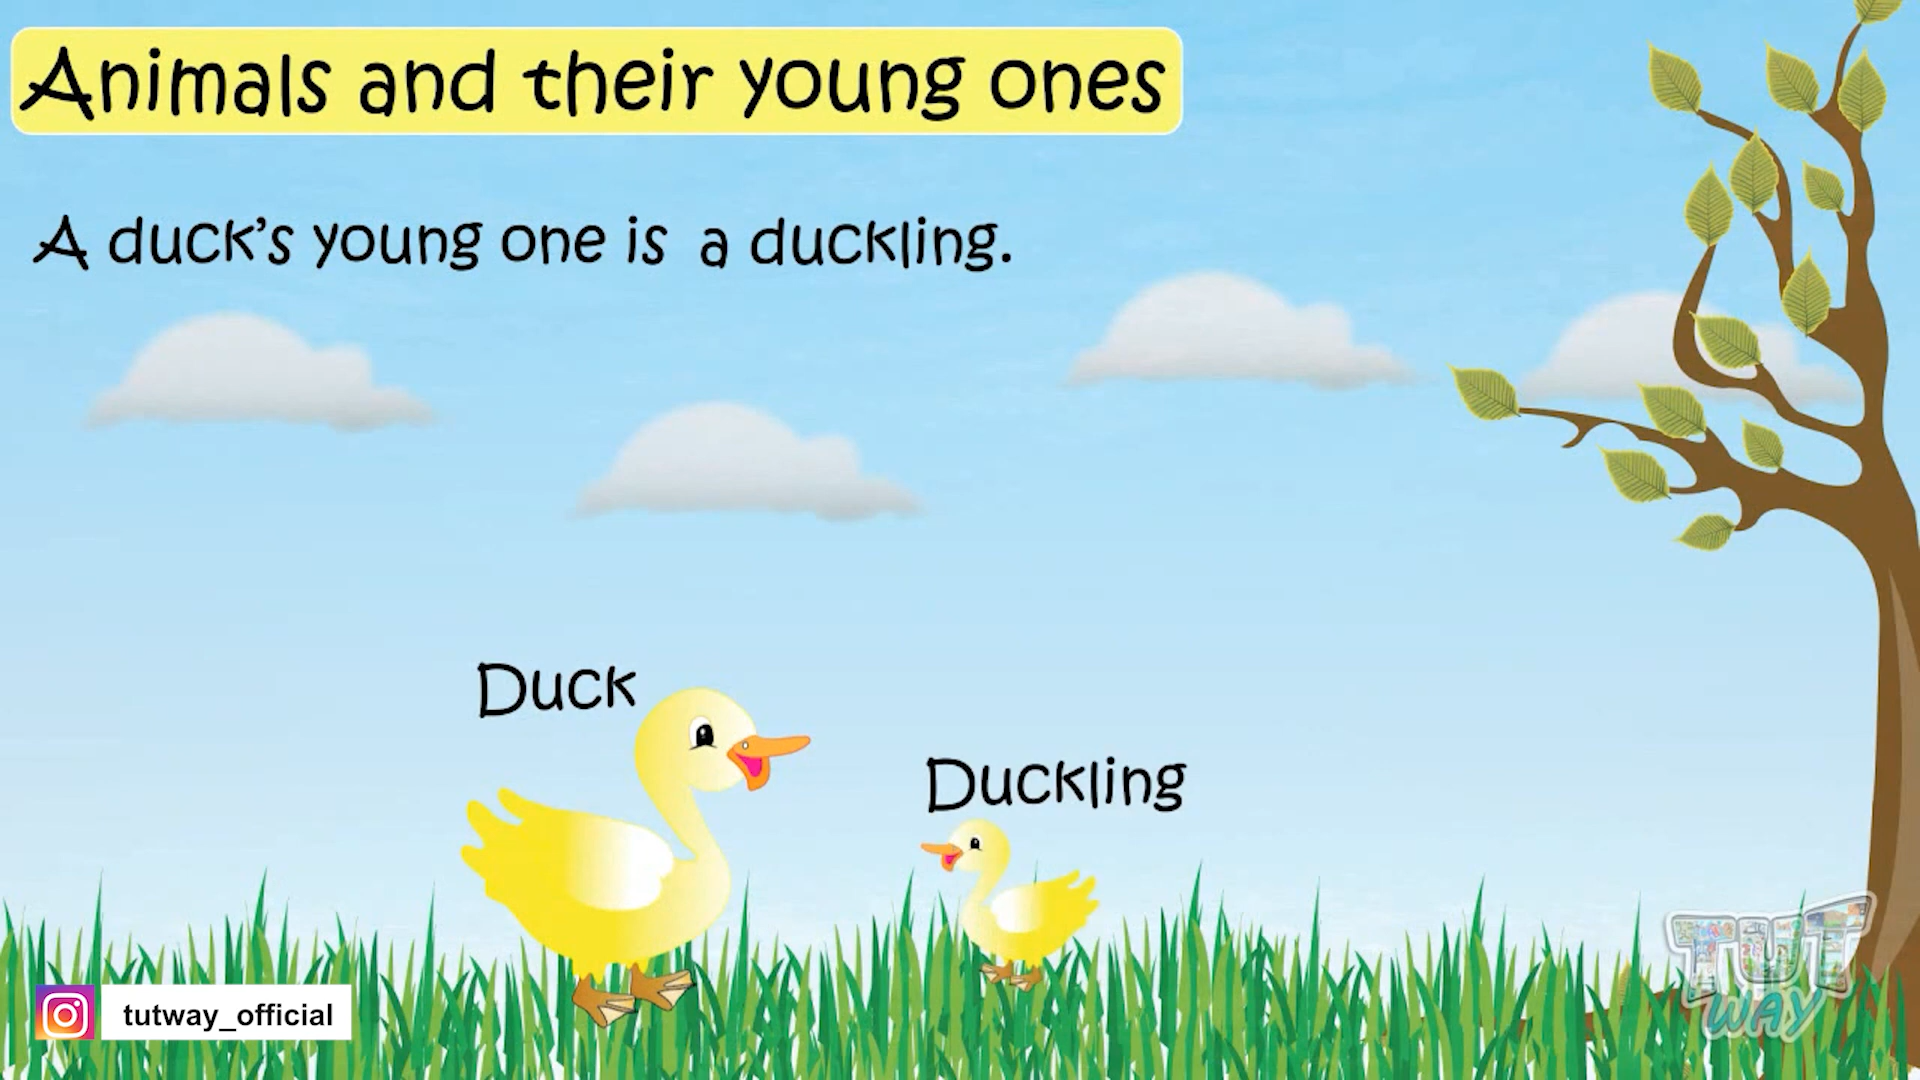 Animals and their young ones
A duck’s young one is a duckling.
Duck
Duckling
TUT
WAY
tutway_official